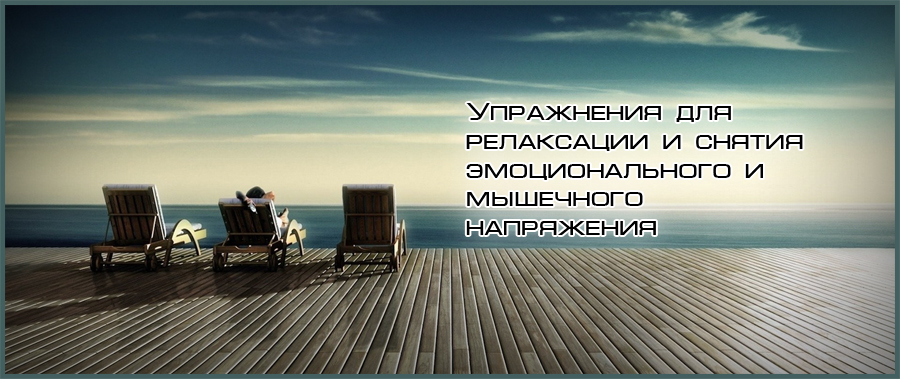 Упражнения для
релаксации и снятия
эмоционального и
мышечного
напряжения